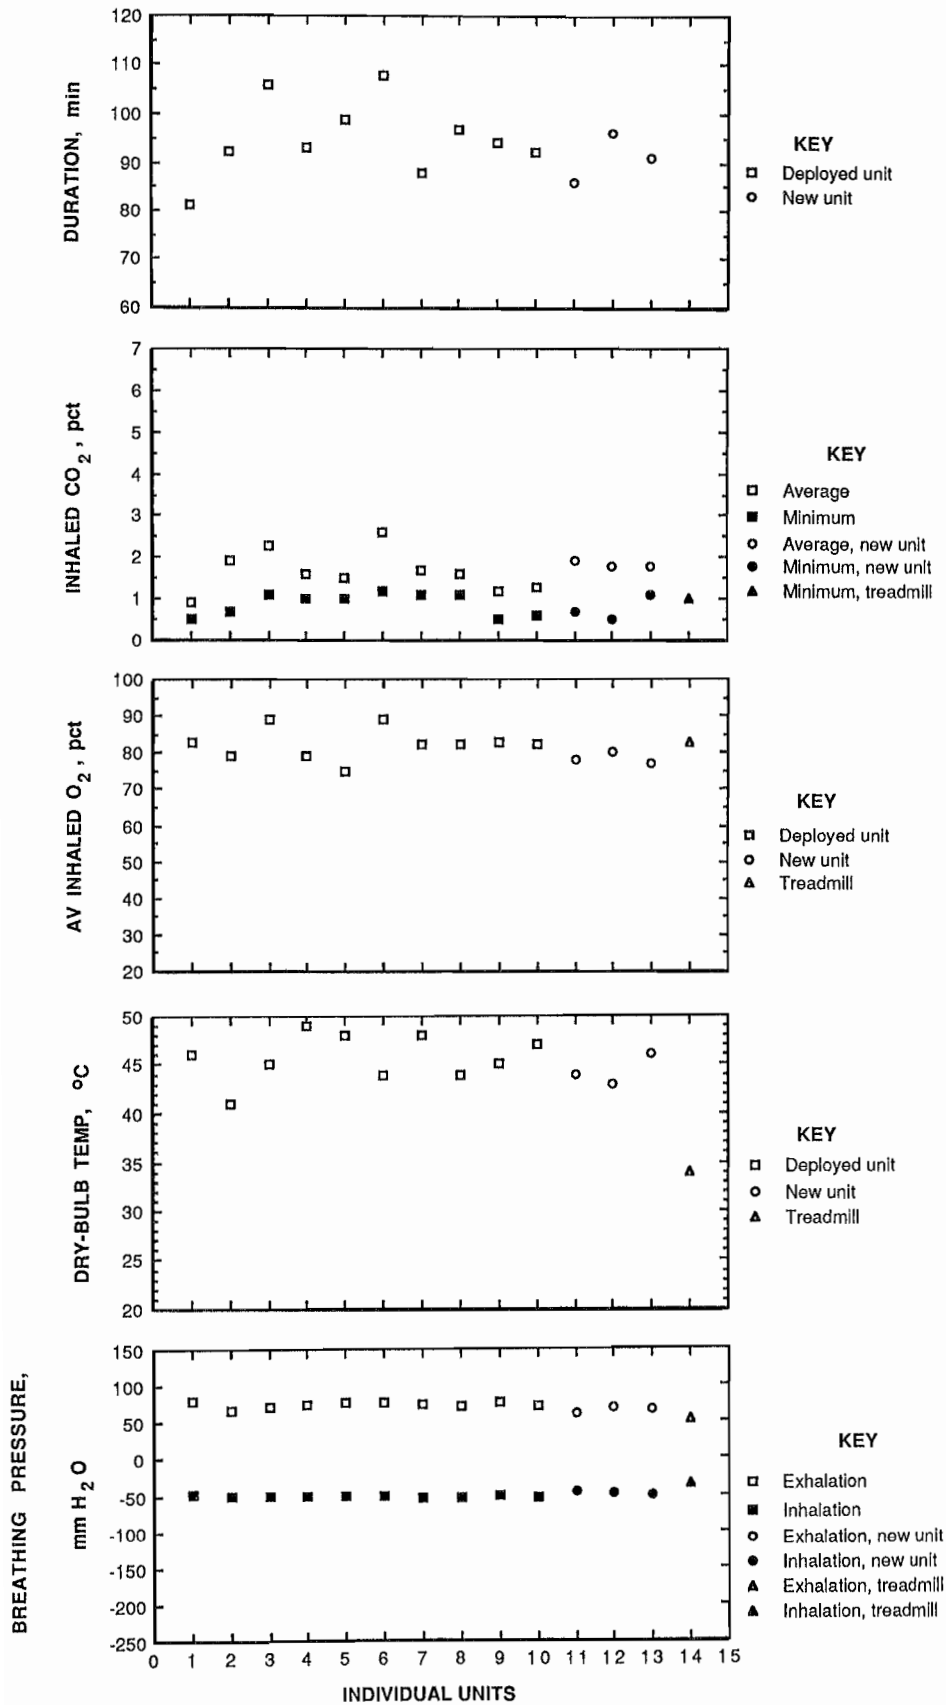 120
110
100
90
80
70
60
DURATION, min
KEY
Deployed unit
New unit
7
6
5
4
3
2
1
0
INHALED CO2, pct
KEY
Average
Minimum
Average, new unit
Minimum, new unit
Minimum, treadmill
100
90
80
70
60
50
40
30
20
AV INHALED O2, pct
KEY
Deployed unit
New unit
Treadmill
50
45
40
35
30
25
20
DRY-BULB TEMP, °C
KEY
Deployed unit
New unit
Treadmill
150
100
50
0
-50
-100
-150
-200
-250
BREATHING PRESSURE,
mm H2O
KEY
Exhalation
Inhalation
Exhalation, new unit
Inhalation, new unit
Exhalation, treadmill
Inhalation, treadmill
0 1 2 3 4 5 6 7 8 9 10 11 12 13 14 15
INDIVIDUAL UNITS